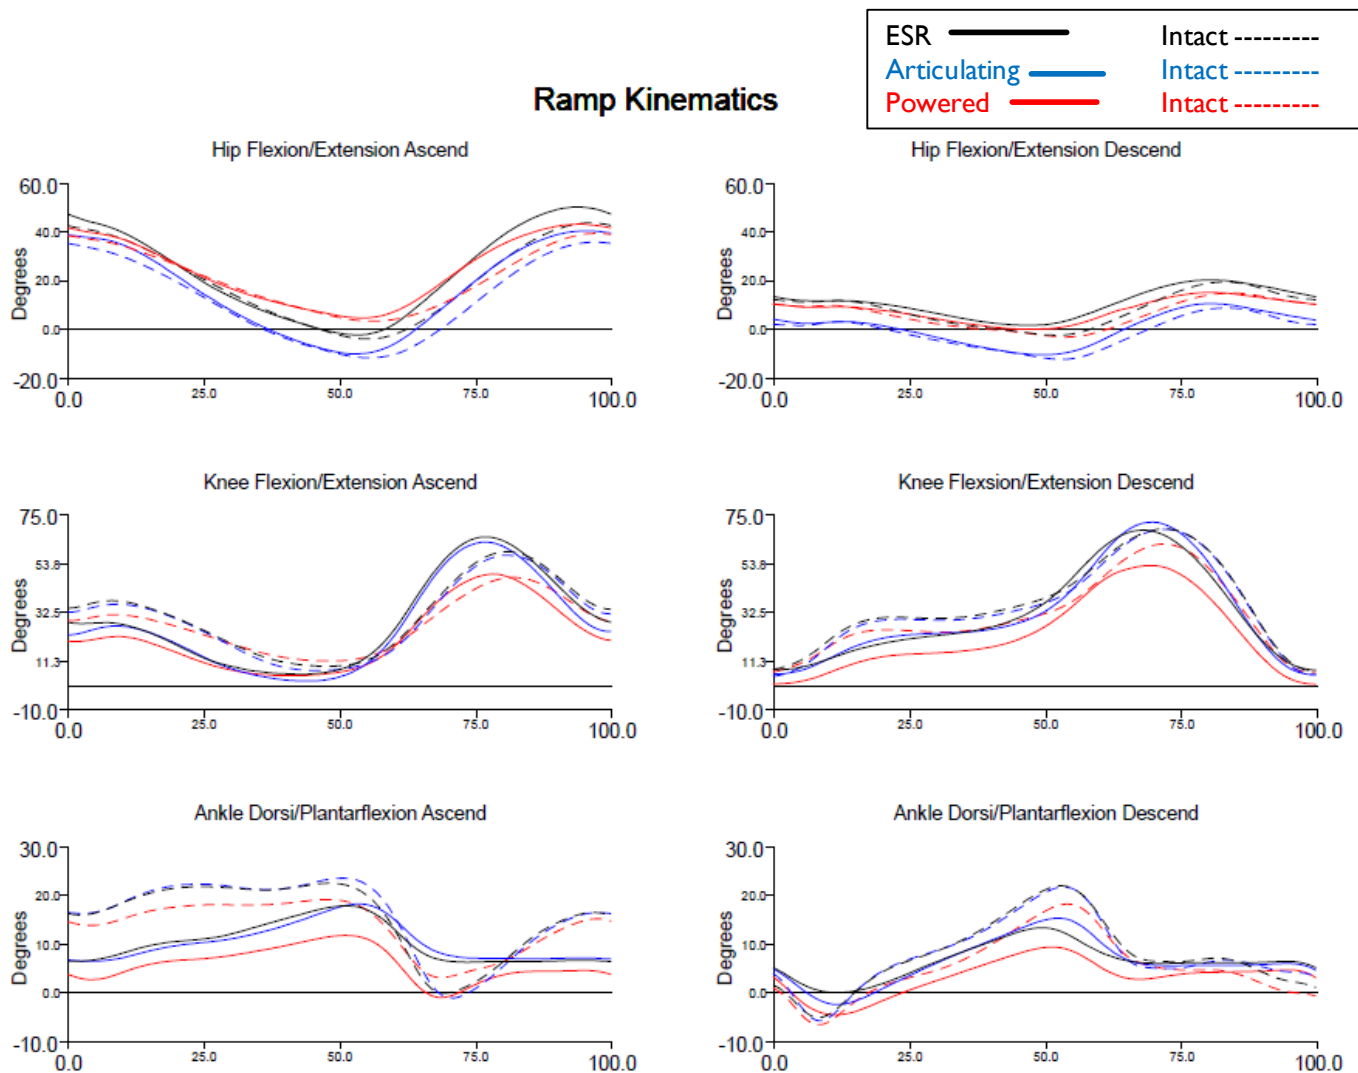 ESR Intact ---------
Articulating Intact ---------
Powered Intact ---------
Ramp Kinematics
Hip Flexion/Extension Ascend
Degrees
60.0
40.0
20.0
0.0
-20.0
0.0 25.0 50.0 75.0 100.0
Hip Flexion/Extension Descend
Degrees
60.0
40.0
20.0
0.0
-20.0
0.0 25.0 50.0 75.0 100.0
Knee Flexion/Extension Ascend
Degrees
75.0
53.8
32.5
11.3
-10.0
0.0 25.0 50.0 75.0 100.0
Knee Flexsion/Extension Descend
Degrees
75.0
53.8
32.5
11.3
-10.0
0.0 25.0 50.0 75.0 100.0
Ankle Dorsi/Plantarflexion Ascend
Degrees
30.0
20.0
10.0
0.0
-10.0
0.0 25.0 50.0 75.0 100.0
Ankle Dorsi/Plantarflexion Descend
Degrees
30.0
20.0
10.0
0.0
-10.0
0.0 25.0 50.0 75.0 100.0